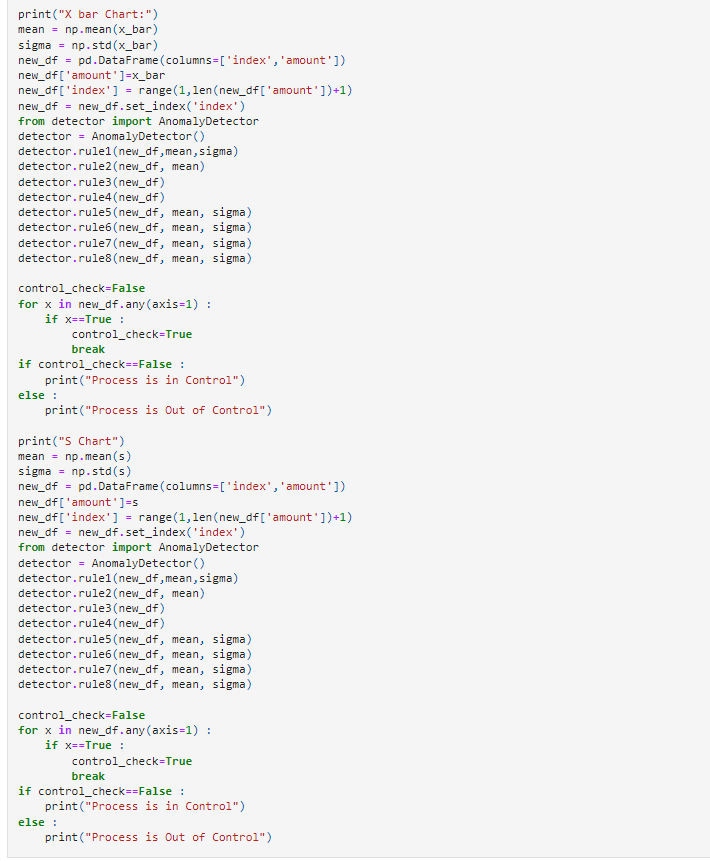 print("X bar Chart:")
mean = np.mean(x_bar)
sigma = np.std(x_bar)
new_df = pd.DataFrame(columns=['index','amount'])
new_df['amount']=x_bar
new_df['index'] = range(1,len(new_df['amount'])+1)
new_df = new_df.set_index('index')
from detector import AnomalyDetector
detector = AnomalyDetector()
detector.rule1(new_df,mean,sigma)
detector.rule2(new_df, mean)
detector.rule3(new_df)
detector.rule4(new_df)
detector.rule5(new_df, mean, sigma)
detector.rule6(new_df, mean, sigma)
detector.rule7(new_df, mean, sigma)
detector.rule8(new_df, mean, sigma)

control_check=False
for x in new_df.any(axis=1) :
    if x==True :
        control_check=True
        break
if control_check==False :
    print("Process is in Control")
else :
    print("Process is Out of Control")

print("S Chart")
mean = np.mean(s)
sigma = np.std(s)
new_df = pd.DataFrame(columns=['index','amount'])
new_df['amount']=s
new_df['index'] = range(1,len(new_df['amount'])+1)
new_df = new_df.set_index('index')
from detector import AnomalyDetector
detector = AnomalyDetector()
detector.rule1(new_df,mean,sigma)
detector.rule2(new_df, mean)
detector.rule3(new_df)
detector.rule4(new_df)
detector.rule5(new_df, mean, sigma)
detector.rule6(new_df, mean, sigma)
detector.rule7(new_df, mean, sigma)
detector.rule8(new_df, mean, sigma)

control_check=False
for x in new_df.any(axis=1) :
    if x==True :
        control_check=True
        break
if control_check==False :
    print("Process is in Control")
else :
    print("Process is Out of Control")